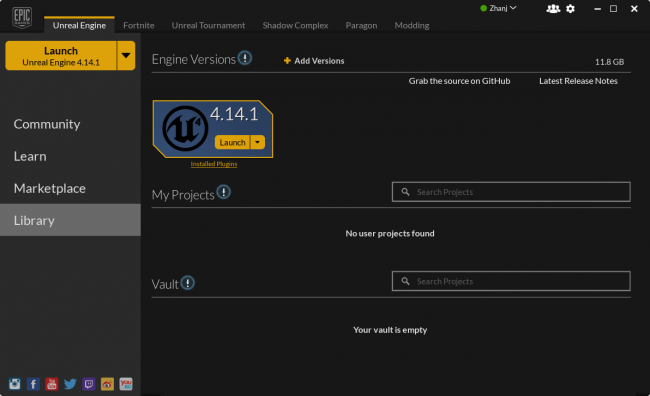 EPIC
GAMES
Unreal Engine
Fortnite
Unreal Tournament
Shadow Complex
Paragon
Modding
Zhanj
Launch
Unreal Engine 4.14.1
Community
Learn
Marketplace
Library
Engine Versions
+ Add Versions
11.8 GB
Grab the source on GitHub
Latest Release Notes
4.14.1
Launch
Installed Plugins
My Projects
Search Projects
No user projects found
Vault
Search Projects
Your vault is empty